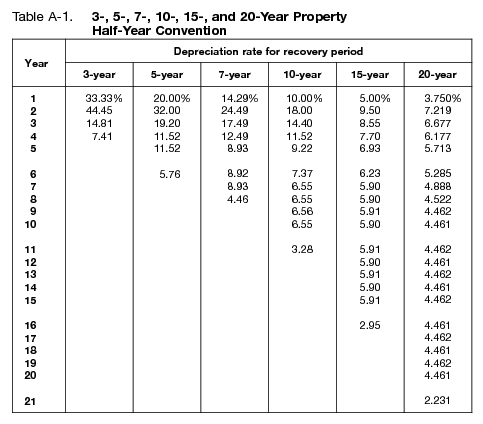 Table A-1. 3-, 5-, 7-, 10-, 15-, and 20-Year Property
Half-Year Convention
Year Depreciation rate for recovery period
3-year 5-year 7-year 10-year 15-year 20-year
1 33.33% 20.00% 14.29% 10.00% 5.00% 3.750%
2 44.45 32.00 24.49 18.00 9.50 7.219
3 14.81 19.20 17.49 14.40 8.55 6.677
4 7.41 11.52 12.49 11.52 7.70 6.177
5 11.52 8.93 9.22 6.93 5.713
6 5.76 8.92 7.37 6.23 5.285
7 8.93 6.55 5.90 4.888
8 4.46 6.55 5.90 4.522
9 6.56 5.91 4.462
10 6.55 5.90 4.461
11 3.28 5.91 4.462
12 5.90 4.461
13 5.91 4.462
14 5.90 4.461
15 5.91 4.462
16 2.95 4.461
17 4.462
18 4.461
19 4.462
20 4.461
21 2.231